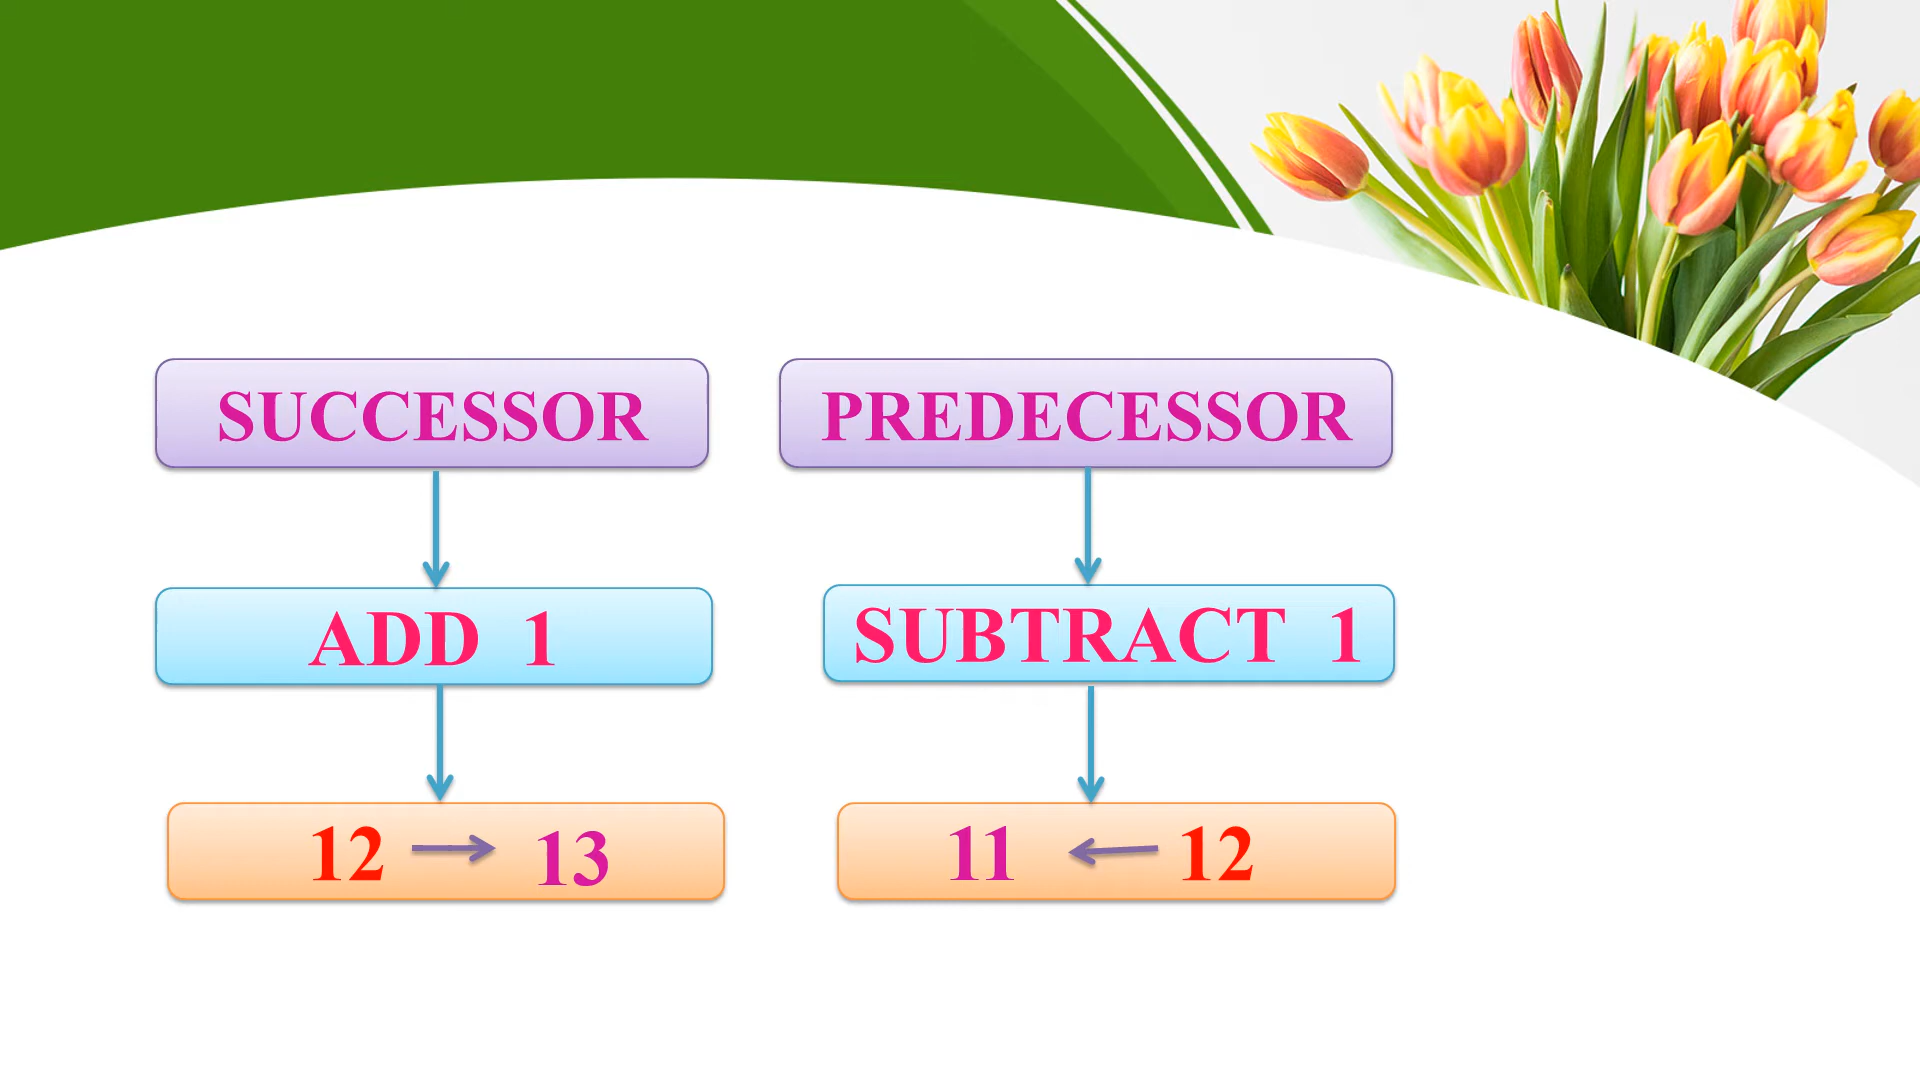 SUCCESSOR PREDECESSOR
ADD 1 SUBTRACT 1
12 → 13 11 ← 12